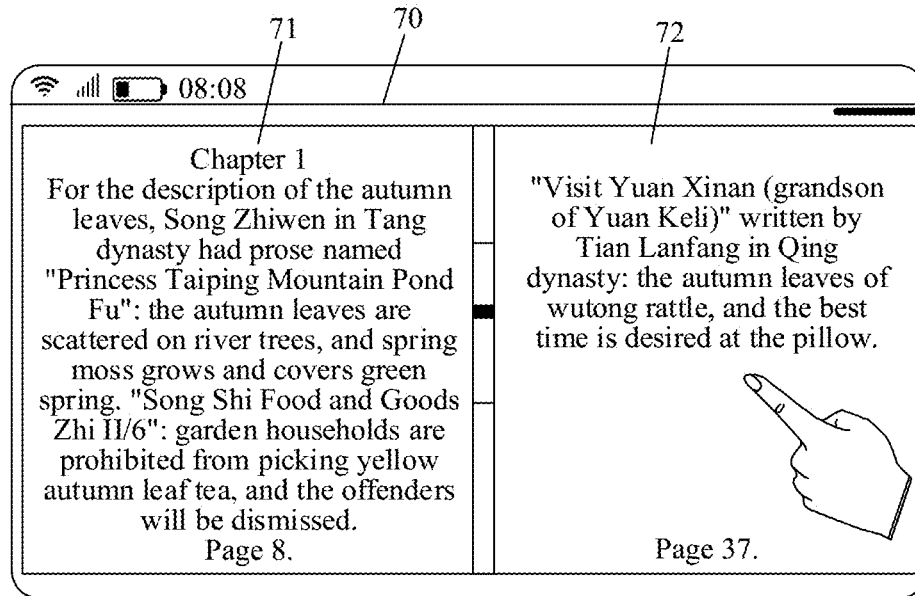 71
70
72
08:08
Chapter 1
For the description of the autumn
leaves, Song Zhiwen in Tang
dynasty had prose named
"Princess Taiping Mountain Pond
Fu": the autumn leaves are
scattered on river trees, and spring
moss grows and covers green
spring. "Song Shi Food and Goods
Zhi II/6": garden households are
prohibited from picking yellow
autumn leaf tea, and the offenders
will be dismissed.
Page 8.
"Visit Yuan Xinan (grandson
of Yuan Keli)" written by
Tian Lanfang in Qing
dynasty: the autumn leaves of
wutong rattle, and the best
time is desired at the pillow.
Page 37.